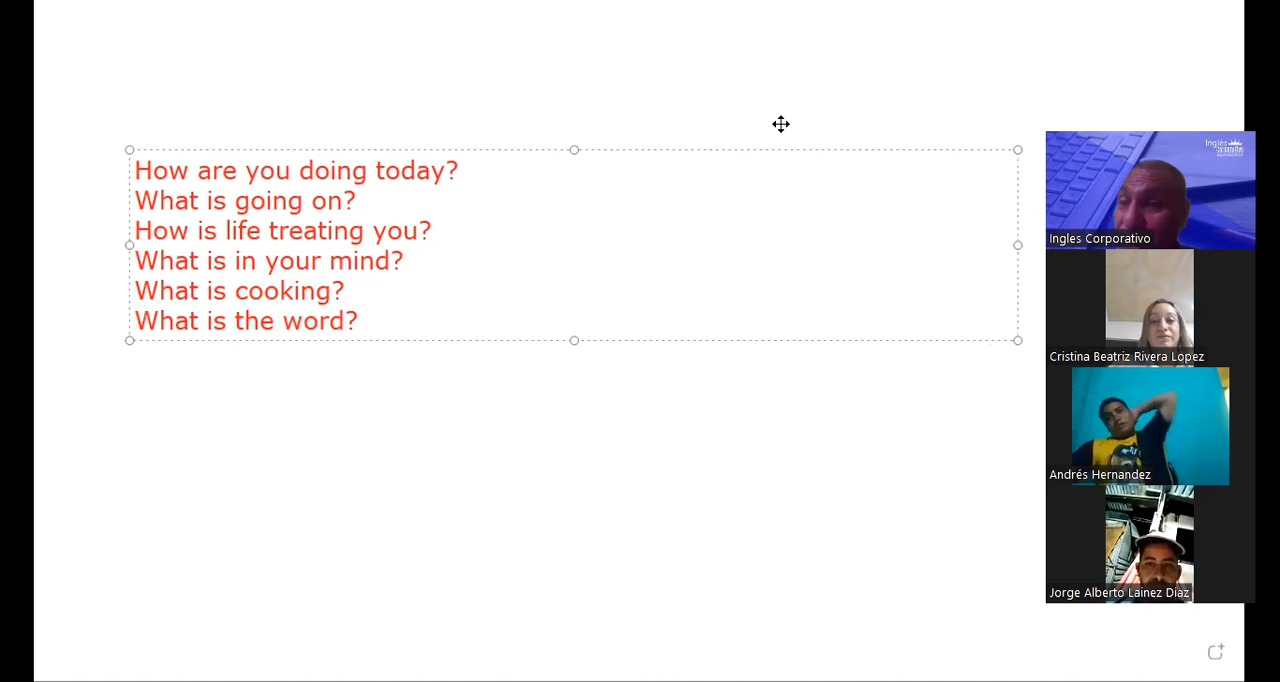 How are you doing today?
What is going on?
How is life treating you?
What is in your mind?
What is cooking?
What is the word?
Ingles
Corporativo
Ingles Corporativo
Cristina Beatriz Rivera Lopez
Andrés Hernandez
Jorge Alberto Lainez Diaz